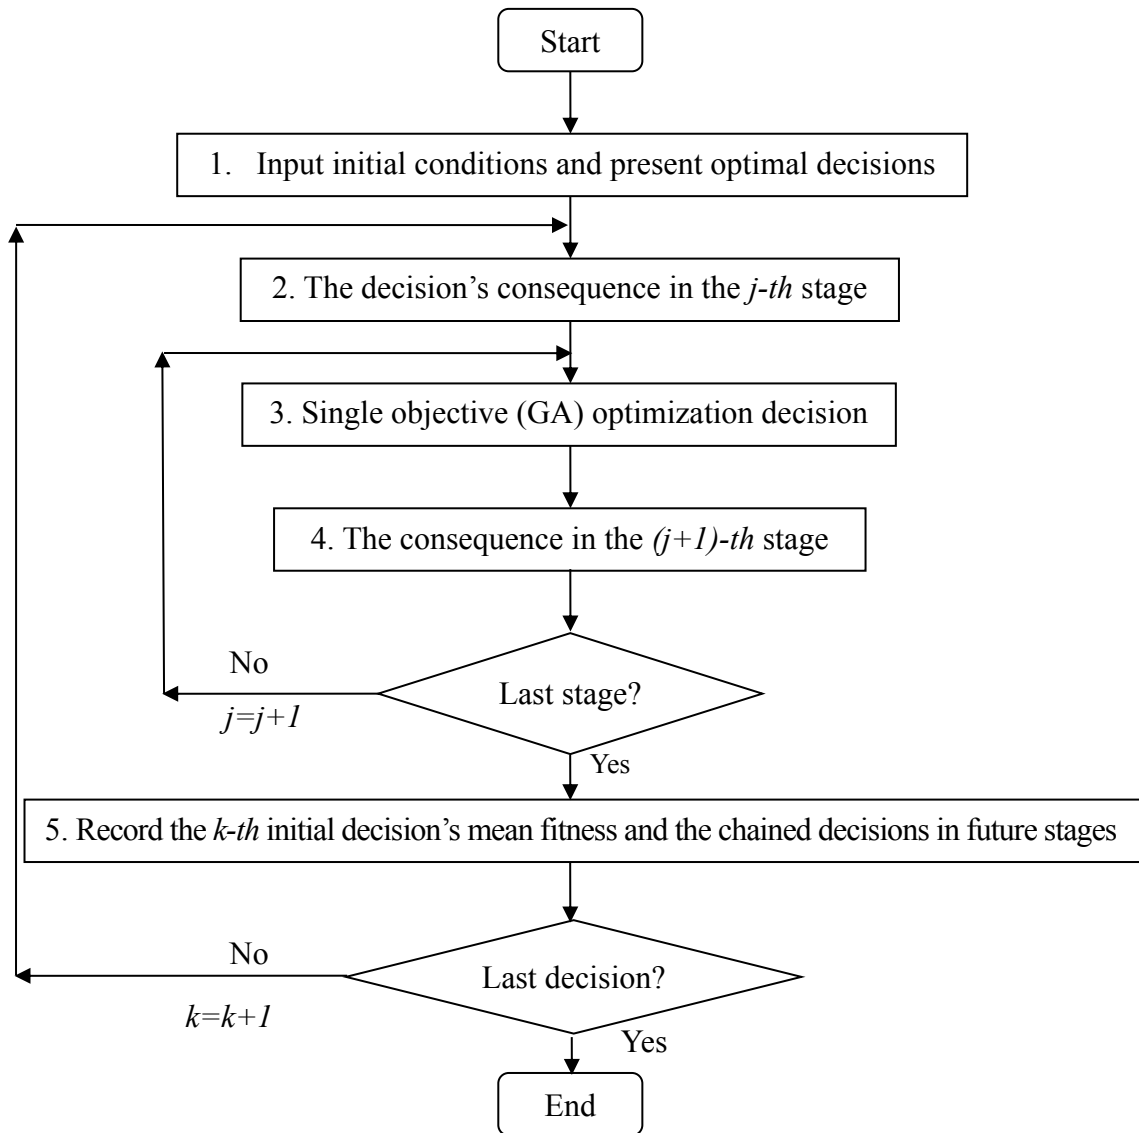 Start
1. Input initial conditions and present optimal decisions
2. The decision’s consequence in the j-th stage
3. Single objective (GA) optimization decision
4. The consequence in the (j+1)-th stage
No
Last stage?
j=j+1
Yes
5. Record the k-th initial decision’s mean fitness and the chained decisions in future stages
No
Last decision?
k=k+1
Yes
End